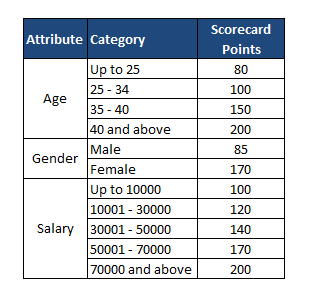 Attribute Category Scorecard Points
Age Up to 25 80
25 - 34 100
35 - 40 150
40 and above 200
Gender Male 85
Female 170
Salary Up to 10000 100
10001 - 30000 120
30001 - 50000 140
50001 - 70000 170
70000 and above 200